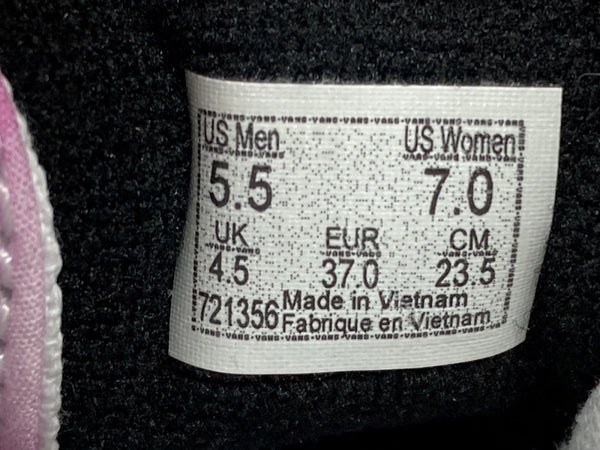 US Men US Women
5.5 7.0
UK EUR CM
4.5 37.0 23.5
721356 Made in Vietnam
Fabrique en Vietnam